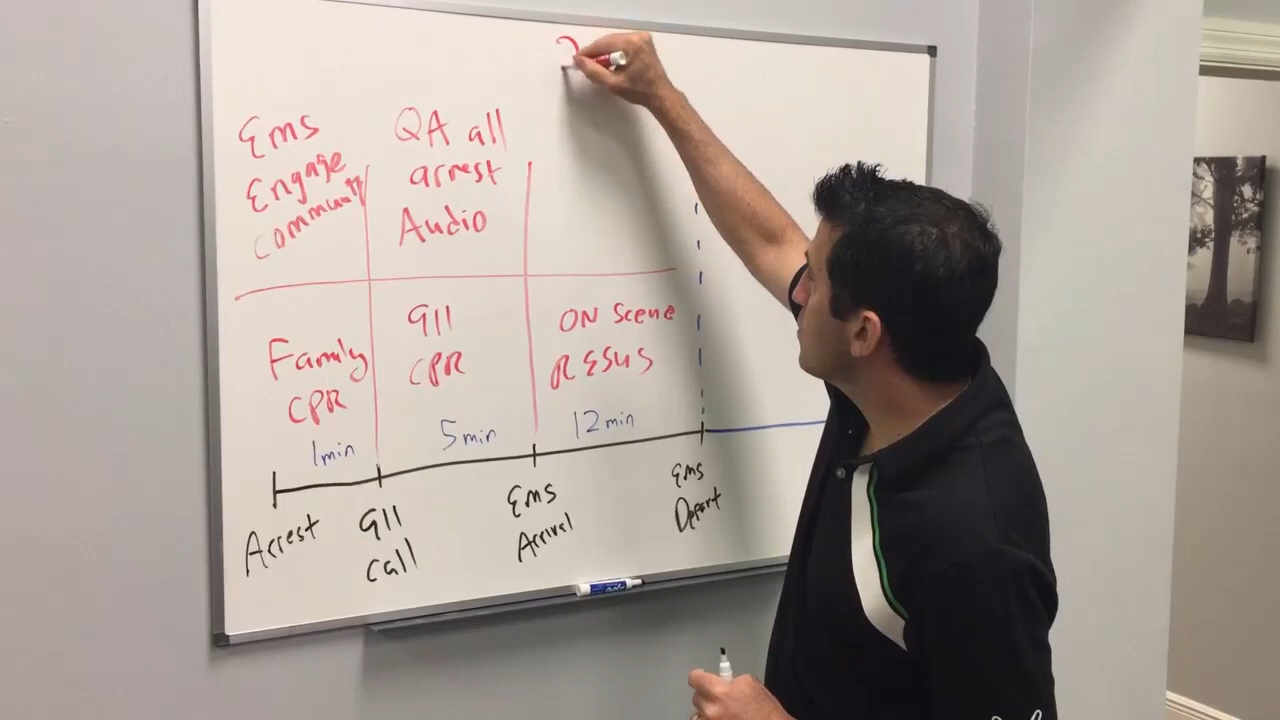 Ems
Engage
community
QA all
arrest
Audio
Family
CPR
911
CPR
ON Scene
RESUS
1min
5min
12min
Arrest
911
call
Ems
Arrival
Ems
Depart